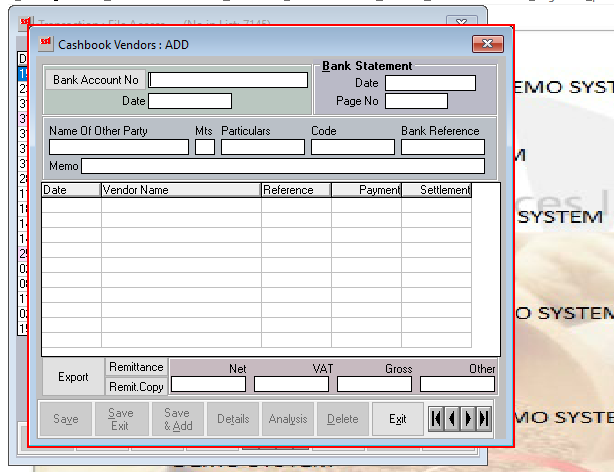 Transaction : File Access (No in List: 7145)
Cashbook Vendors : ADD
Bank Account No
Date
Bank Statement
Date
Page No
Name Of Other Party Mts Particulars Code Bank Reference
Memo
Date Vendor Name Reference Payment Settlement
Export
Remittance
Remit.Copy
Net VAT Gross Other
Save
Save
Exit
Save
& Add
Details Analysis Delete Exit
EMO SYST
M
ces l
SYSTEM
O SYSTEM
MO SYSTE
DEMO SYSTEM